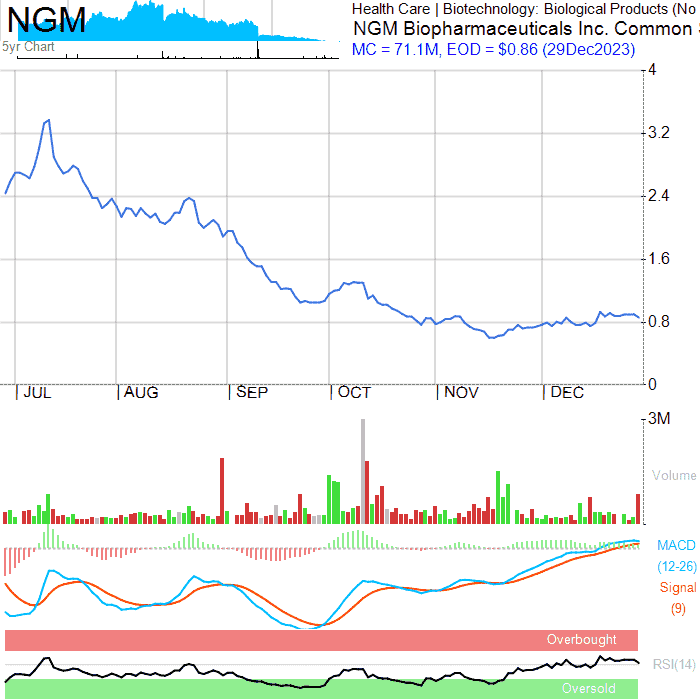 NGM
5yr Chart
Health Care | Biotechnology: Biological Products (No
NGM Biopharmaceuticals Inc. Common
MC = 71.1M, EOD = $0.86 (29Dec2023)
4
3.2
2.4
1.6
0.8
0
JUL AUG SEP OCT NOV DEC
3M
Volume
MACD
(12-26)
Signal
(9)
Overbought
RSI(14)
Oversold